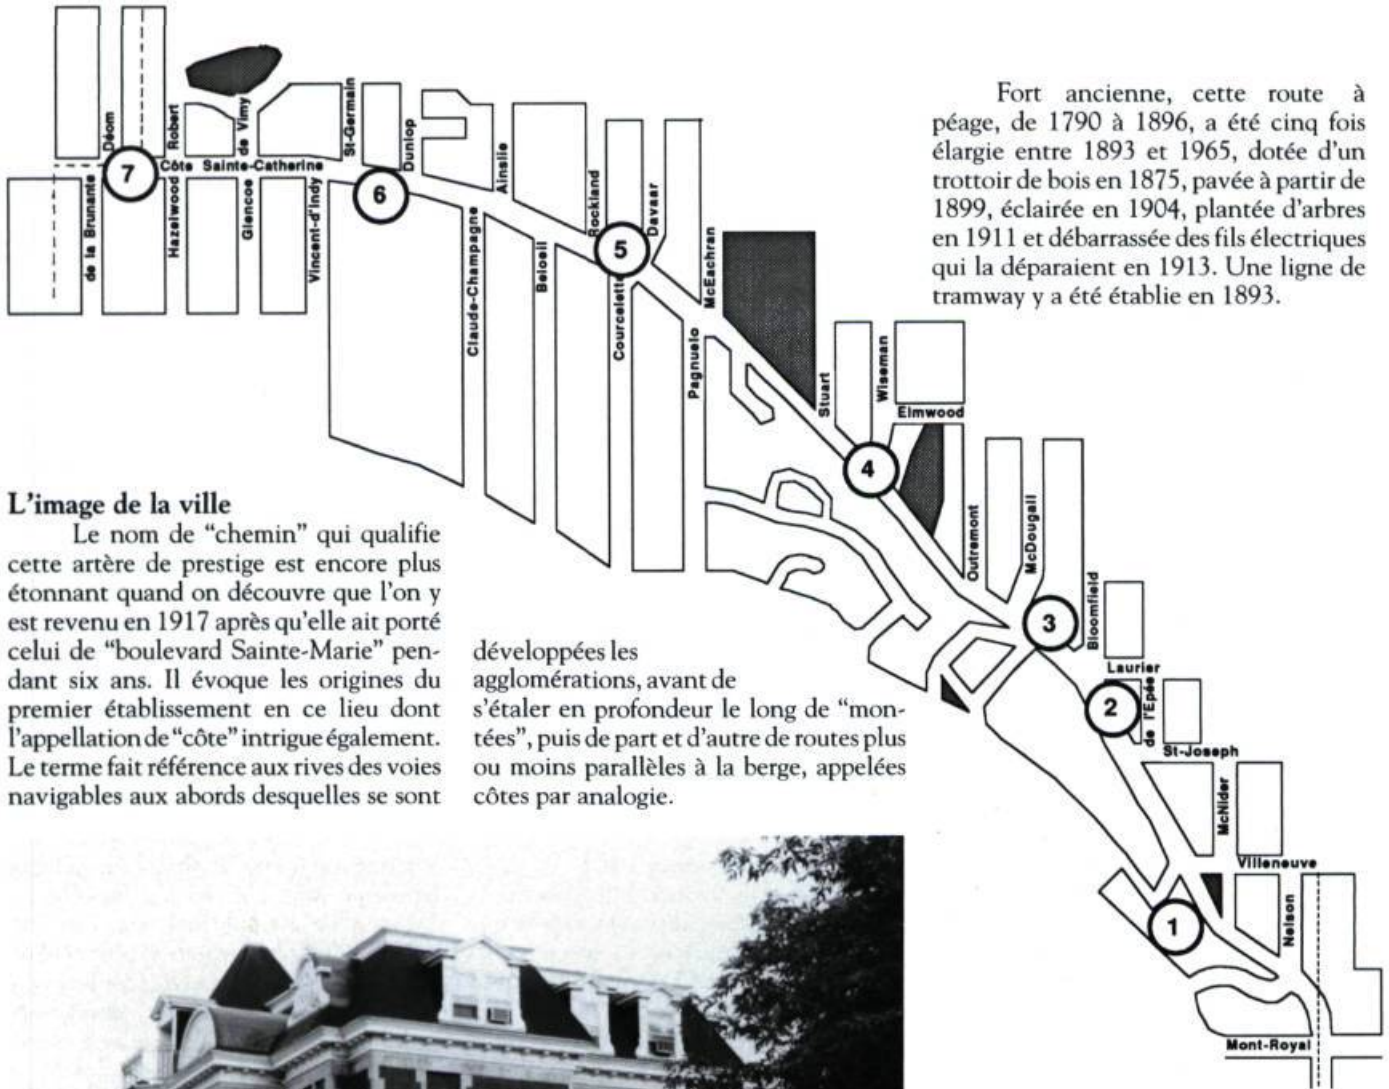 Fort ancienne, cette route à
péage, de 1790 à 1896, a été cinq fois
élargie entre 1893 et 1965, dotée d'un
trottoir de bois en 1875, pavée à partir de
1899, éclairée en 1904, plantée d'arbres
en 1911 et débarrassée des fils électriques
qui la déparaient en 1913. Une ligne de
tramway y a été établie en 1893.
Déom
Robert
de Vimy
St-Germain
Dunlop
Ainslie
Rockland
Davaar
McEachran
7
Côte Sainte-Catherine
6
5
de la Brunante
Hazelwood
Glencoe
Vincent-d'Indy
Claude-Champagne
Beloeil
Courcelette
Pagnuelo
Stuart
Wiseman
Elmwood
4
Outremont
McDougall
3
Bloomfield
Laurier
2
de l'Epée
St-Joseph
McNider
Villeneuve
1
Nelson
Mont-Royal
L'image de la ville
Le nom de “chemin” qui qualifie
cette artère de prestige est encore plus
étonnant quand on découvre que l'on y
est revenu en 1917 après qu'elle ait porté
celui de “boulevard Sainte-Marie” pen-
dant six ans. Il évoque les origines du
premier établissement en ce lieu dont
l'appellation de “côte” intrigue également.
Le terme fait référence aux rives des voies
navigables aux abords desquelles se sont
développées les
agglomérations, avant de
s'étaler en profondeur le long de “mon-
tées”, puis de part et d'autre de routes plus
ou moins parallèles à la berge, appelées
côtes par analogie.